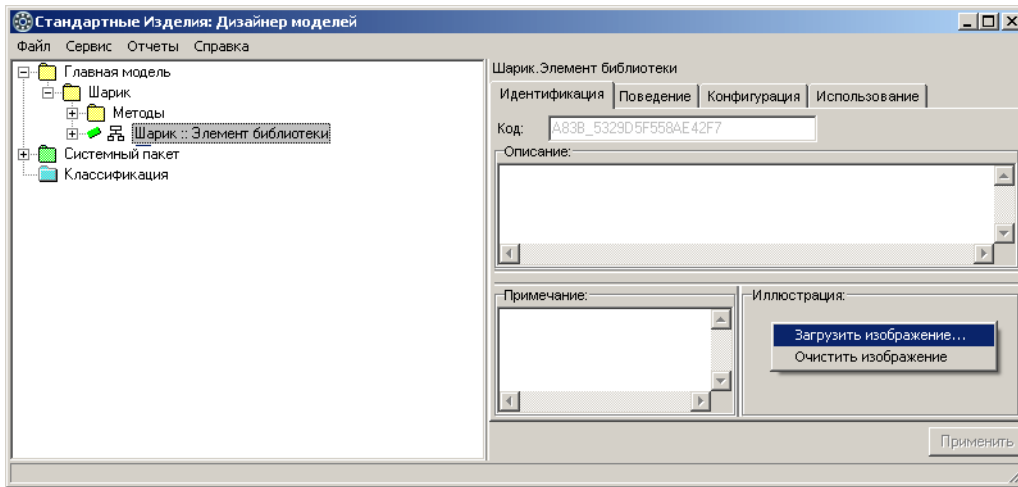 Стандартные Изделия: Дизайнер моделей
Файл Сервис Отчеты Справка
Главная модель
Шарик
Методы
Шарик :: Элемент библиотеки
Системный пакет
Классификация
Шарик.Элемент библиотеки
Идентификация Поведение Конфигурация Использование
Код: A83B_5329D5F558AE42F7
Описание:
Примечание:
Иллюстрация:
Загрузить изображение...
Очистить изображение
Применить